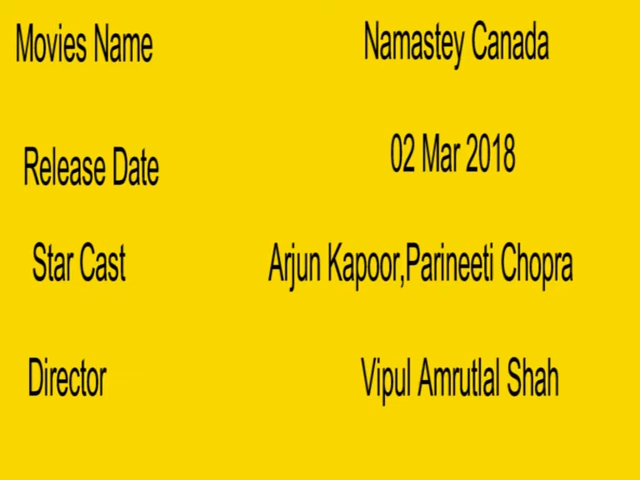 Movies Name Namastey Canada
Release Date 02 Mar 2018
Star Cast Arjun Kapoor,Parineeti Chopra
Director Vipul Amrutlal Shah